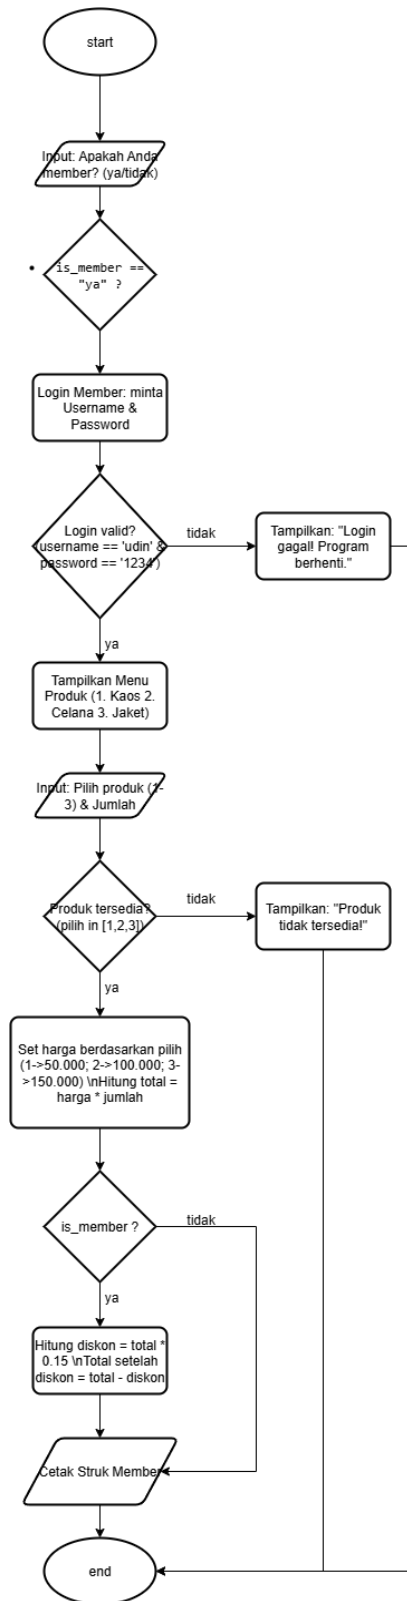 start
Input: Apakah Anda
member? (ya/tidak)
is_member ==
"ya" ?
Login Member: minta
Username &
Password
Login valid?
(username == 'udin' &
password == '1234')
tidak
Tampilkan: "Login
gagal! Program
berhenti."
ya
Tampilkan Menu
Produk (1. Kaos 2.
Celana 3. Jaket)
Input: Pilih produk (1-
3) & Jumlah
Produk tersedia?
(pilih in [1,2,3])
tidak
Tampilkan: "Produk
tidak tersedia!"
ya
Set harga berdasarkan pilih
(1->50.000; 2->100.000; 3-
>150.000) \nHitung total =
harga * jumlah
is_member ?
tidak
ya
Hitung diskon = total *
0.15 \nTotal setelah
diskon = total - diskon
Cetak Struk Member
end